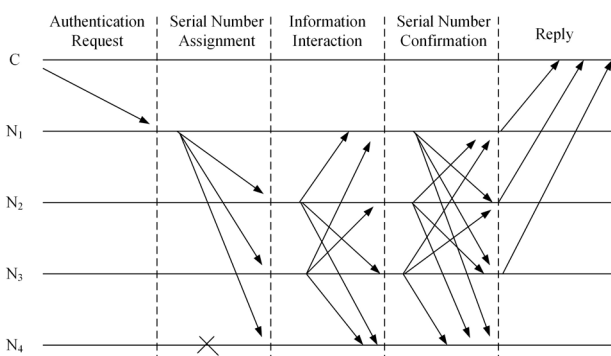 Authentication Request
Serial Number Assignment
Information Interaction
Serial Number Confirmation
Reply
C
N1
N2
N3
N4